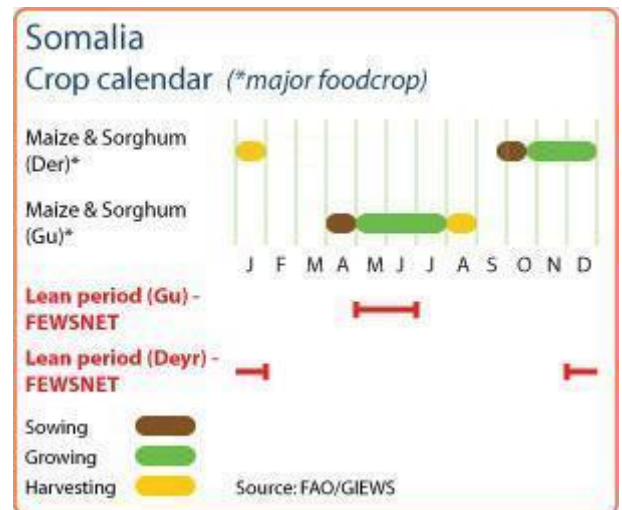 Somalia
Crop calendar (*major foodcrop)
Maize & Sorghum
(Der)*
Maize & Sorghum
(Gu)*
J F M A M J J A S O N D
Lean period (Gu) -
FEWSNET
Lean period (Deyr) -
FEWSNET
Sowing
Growing
Harvesting
Source: FAO/GIEWS